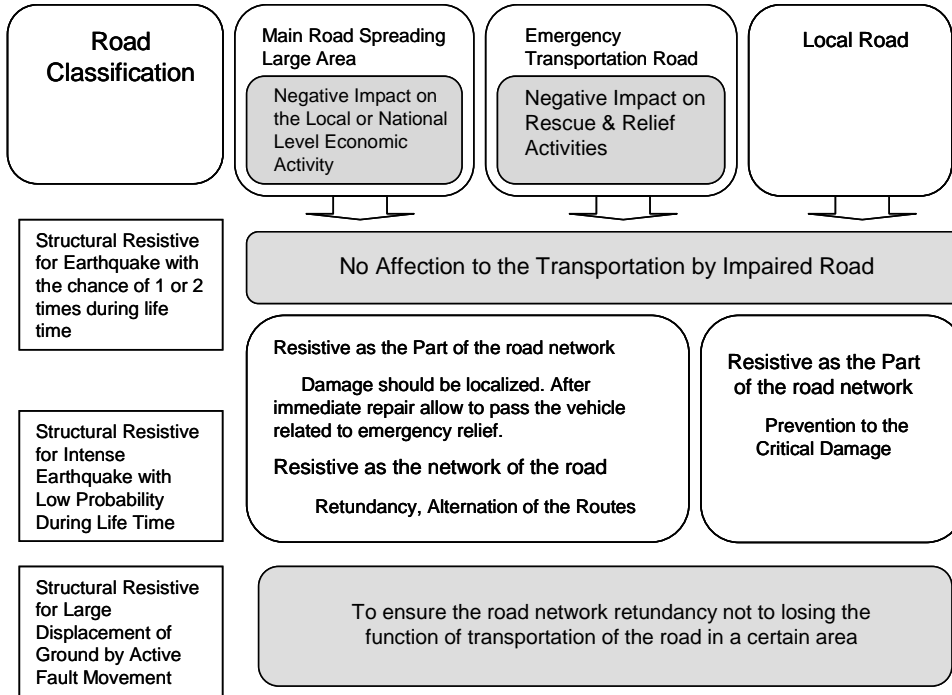 Road
Classification
Main Road Spreading
Large Area
Negative Impact on
the Local or National
Level Economic
Activity
Emergency
Transportation Road
Negative Impact on
Rescue & Relief
Activities
Local Road
Structural Resistive
for Earthquake with
the chance of 1 or 2
times during life
time
No Affection to the Transportation by Impaired Road
Structural Resistive
for Intense
Earthquake with
Low Probability
During Life Time
Resistive as the Part of the road network
Damage should be localized. After
immediate repair allow to pass the vehicle
related to emergency relief.
Resistive as the network of the road
Retundancy, Alternation of the Routes
Resistive as the Part
of the road network
Prevention to the
Critical Damage
Structural Resistive
for Large
Displacement of
Ground by Active
Fault Movement
To ensure the road network retundancy not to losing the
function of transportation of the road in a certain area